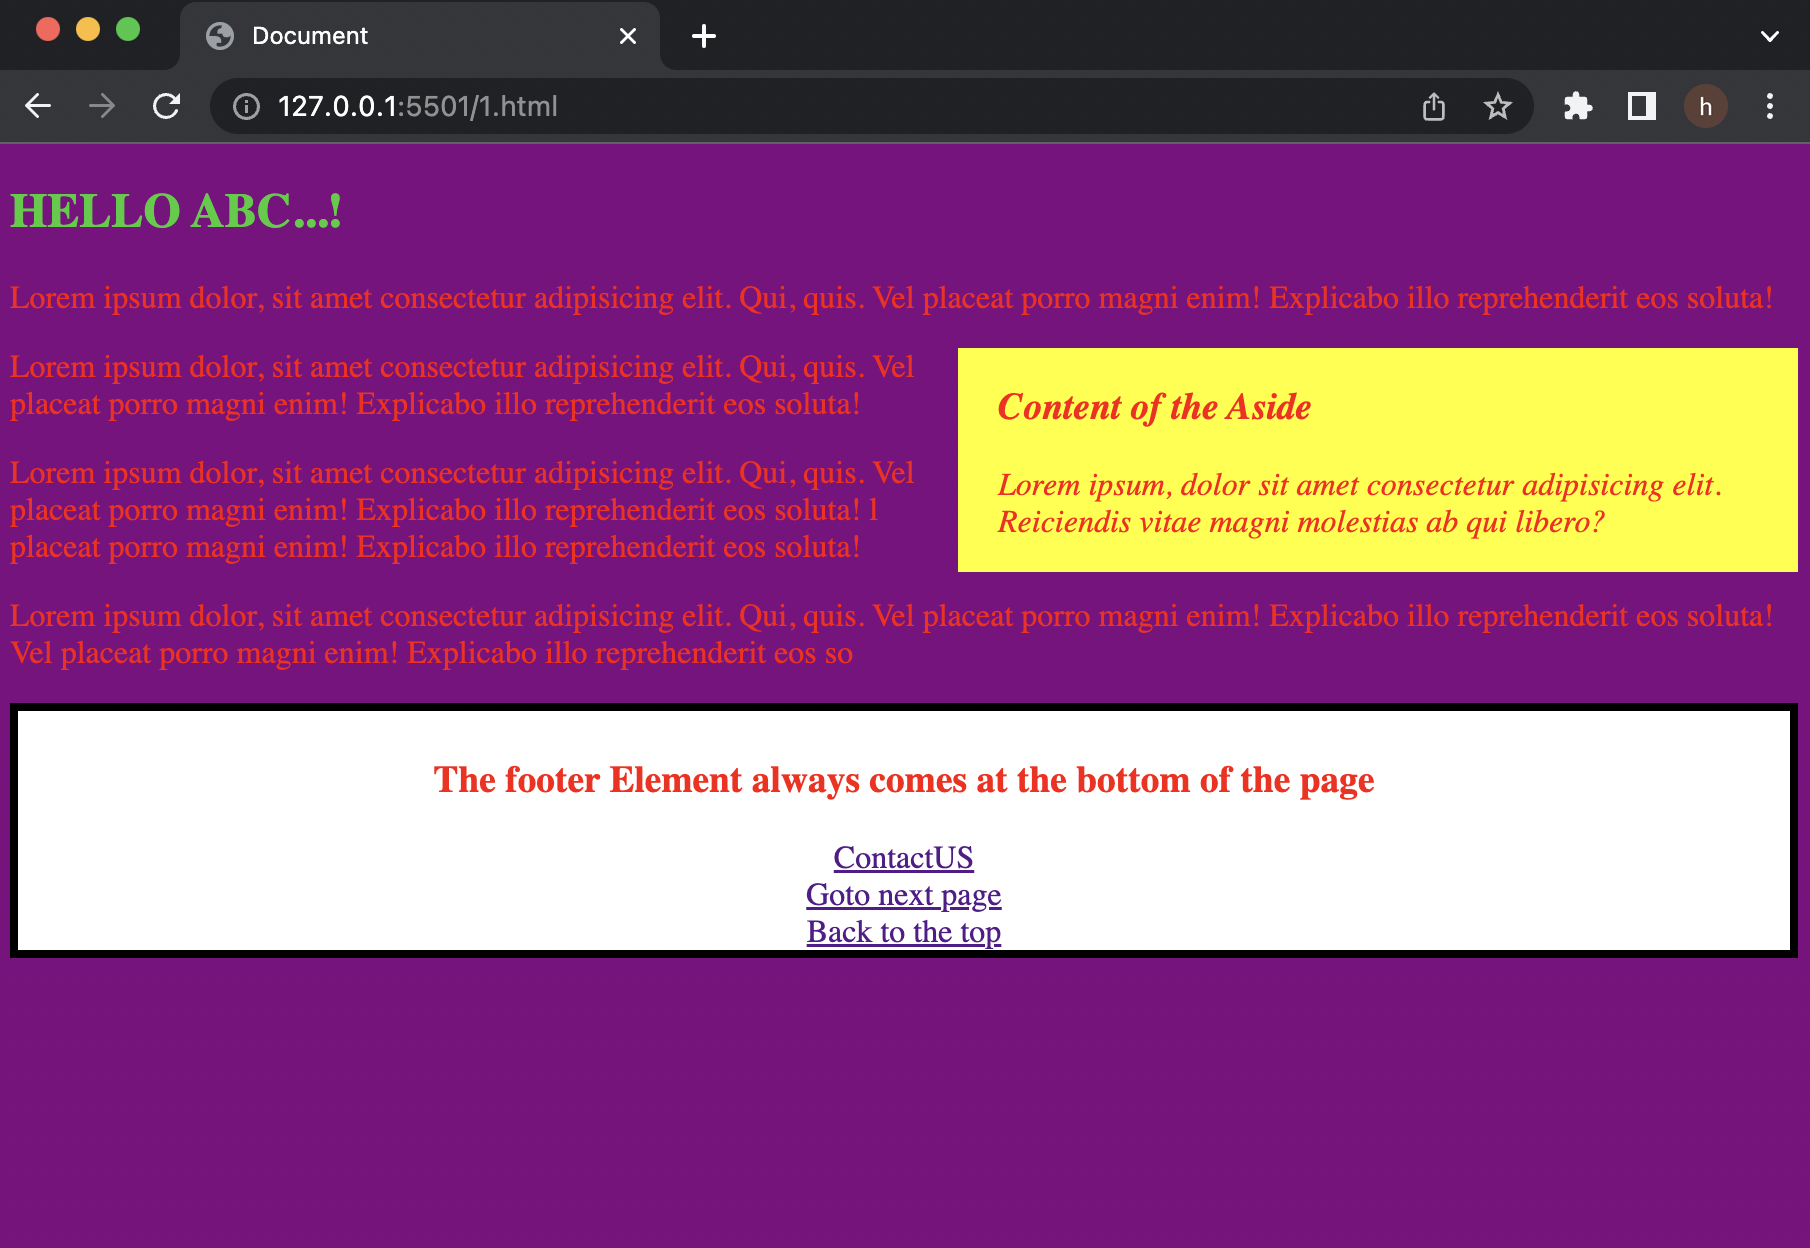 Document
127.0.0.1:5501/1.html
h
HELLO ABC...!
Lorem ipsum dolor, sit amet consectetur adipisicing elit. Qui, quis. Vel placeat porro magni enim! Explicabo illo reprehenderit eos soluta!
Lorem ipsum dolor, sit amet consectetur adipisicing elit. Qui, quis. Vel
placeat porro magni enim! Explicabo illo reprehenderit eos soluta!
Lorem ipsum dolor, sit amet consectetur adipisicing elit. Qui, quis. Vel
placeat porro magni enim! Explicabo illo reprehenderit eos soluta! l
placeat porro magni enim! Explicabo illo reprehenderit eos soluta!
Content of the Aside
Lorem ipsum, dolor sit amet consectetur adipisicing elit.
Reiciendis vitae magni molestias ab qui libero?
Lorem ipsum dolor, sit amet consectetur adipisicing elit. Qui, quis. Vel placeat porro magni enim! Explicabo illo reprehenderit eos soluta!
Vel placeat porro magni enim! Explicabo illo reprehenderit eos so
The footer Element always comes at the bottom of the page
ContactUS
Goto next page
Back to the top